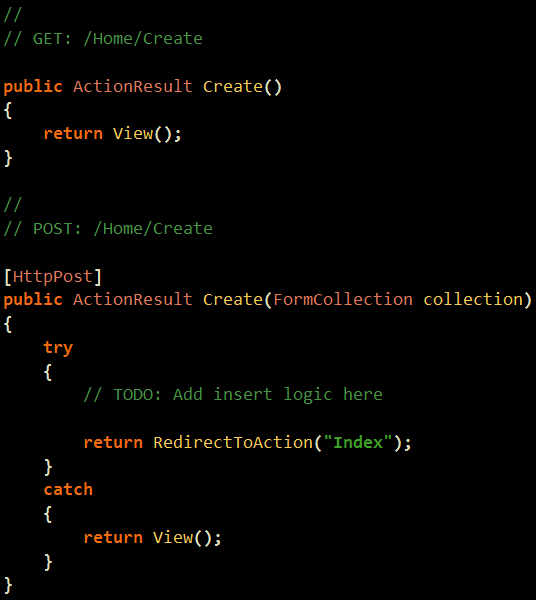 //
// GET: /Home/Create
public ActionResult Create()
{
return View();
}
//
// POST: /Home/Create
[HttpPost]
public ActionResult Create(FormCollection collection)
{
try
{
// TODO: Add insert logic here
return RedirectToAction("Index");
}
catch
{
return View();
}
}